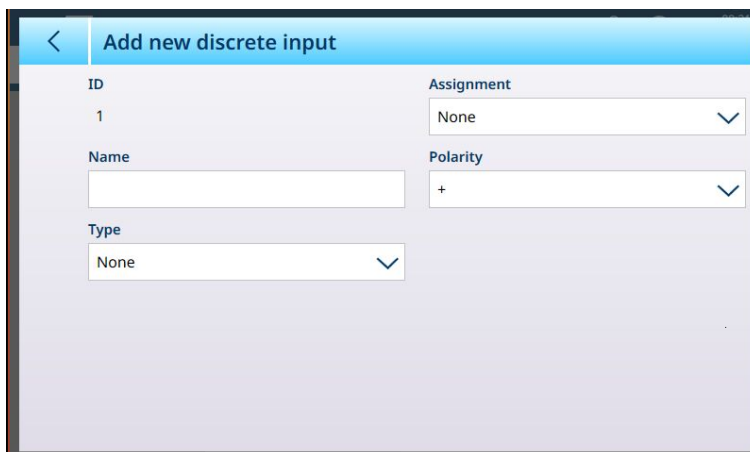 Add new discrete input
ID
1
Name
Type
None
Assignment
None
Polarity
+